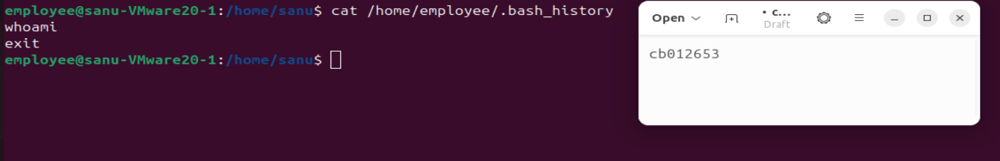 employee@sanu-VMware20-1:/home/sanu$ cat /home/employee/.bash_history
whoami
exit
employee@sanu-VMware20-1:/home/sanu$
Open
• c...
Draft
cb012653